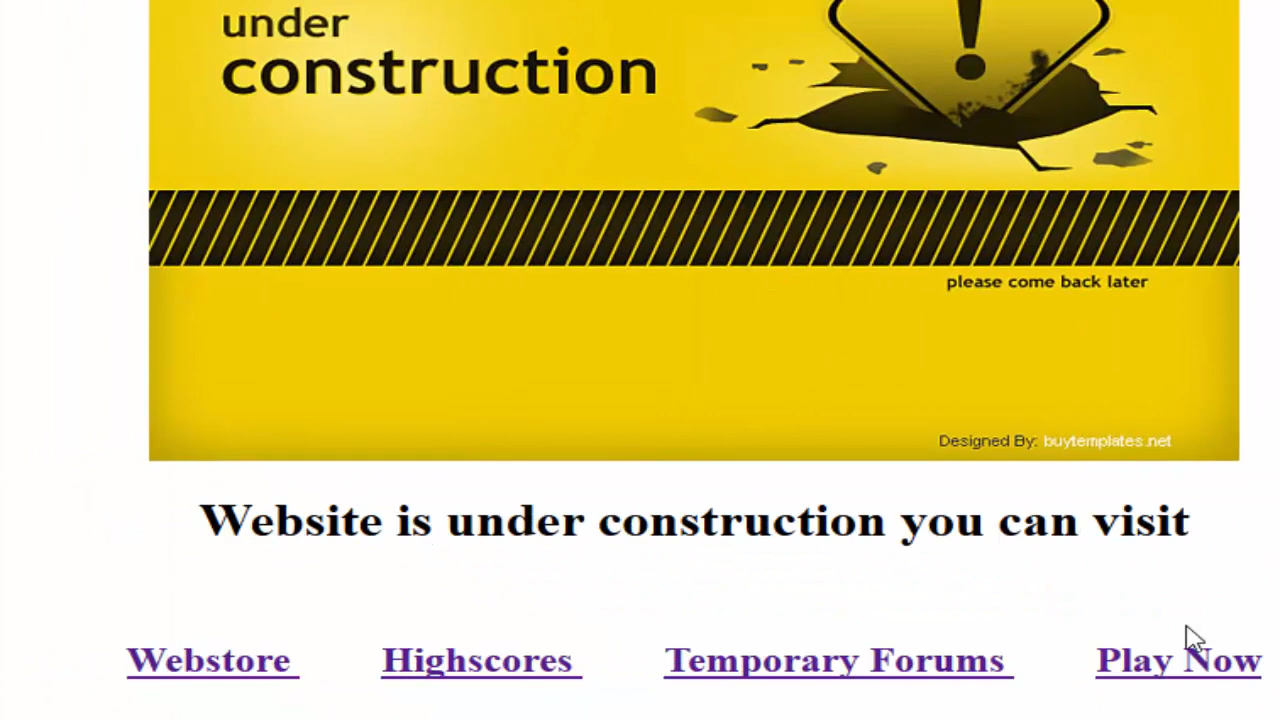 under
construction
please come back later
Designed By: buytemplates.net
Website is under construction you can visit
Webstore Highscores Temporary Forums Play Now